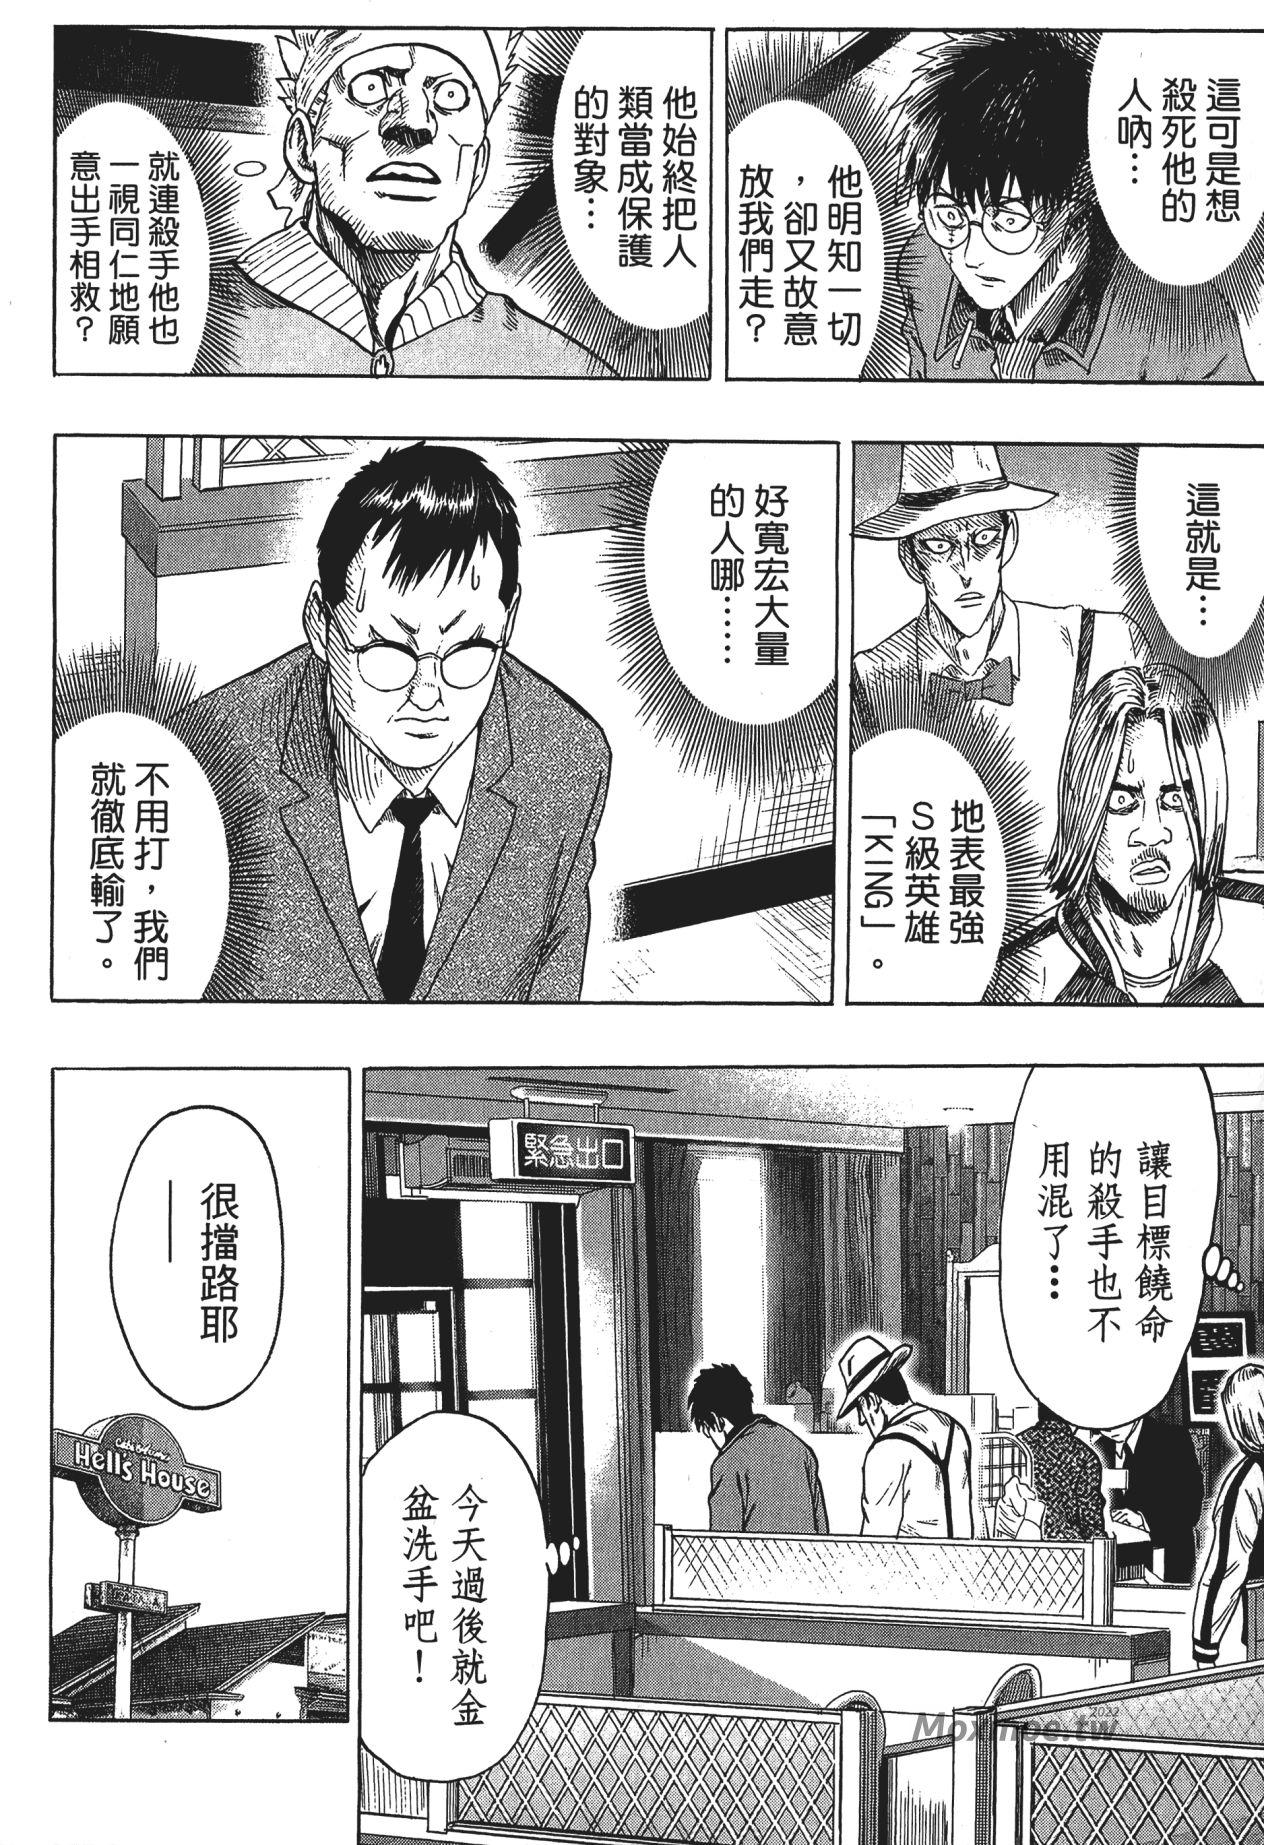 這可是想
殺死他的
人吶…
他明知一切
，卻又故意
放我們走？
他始終把人
類當成保護
的對象…
就連殺手他也
一視同仁地願
意出手相救？
這就是…
地表最強
S級英雄
「KING」。
好寬宏大量
的人哪……
不用打，我們
就徹底輸了。
讓目標饒命
的殺手也不
用混了…
緊急出口
今天過後就金
盆洗手吧！
很擋路耶
——
Hell's House
2022
Moxmoe.tw